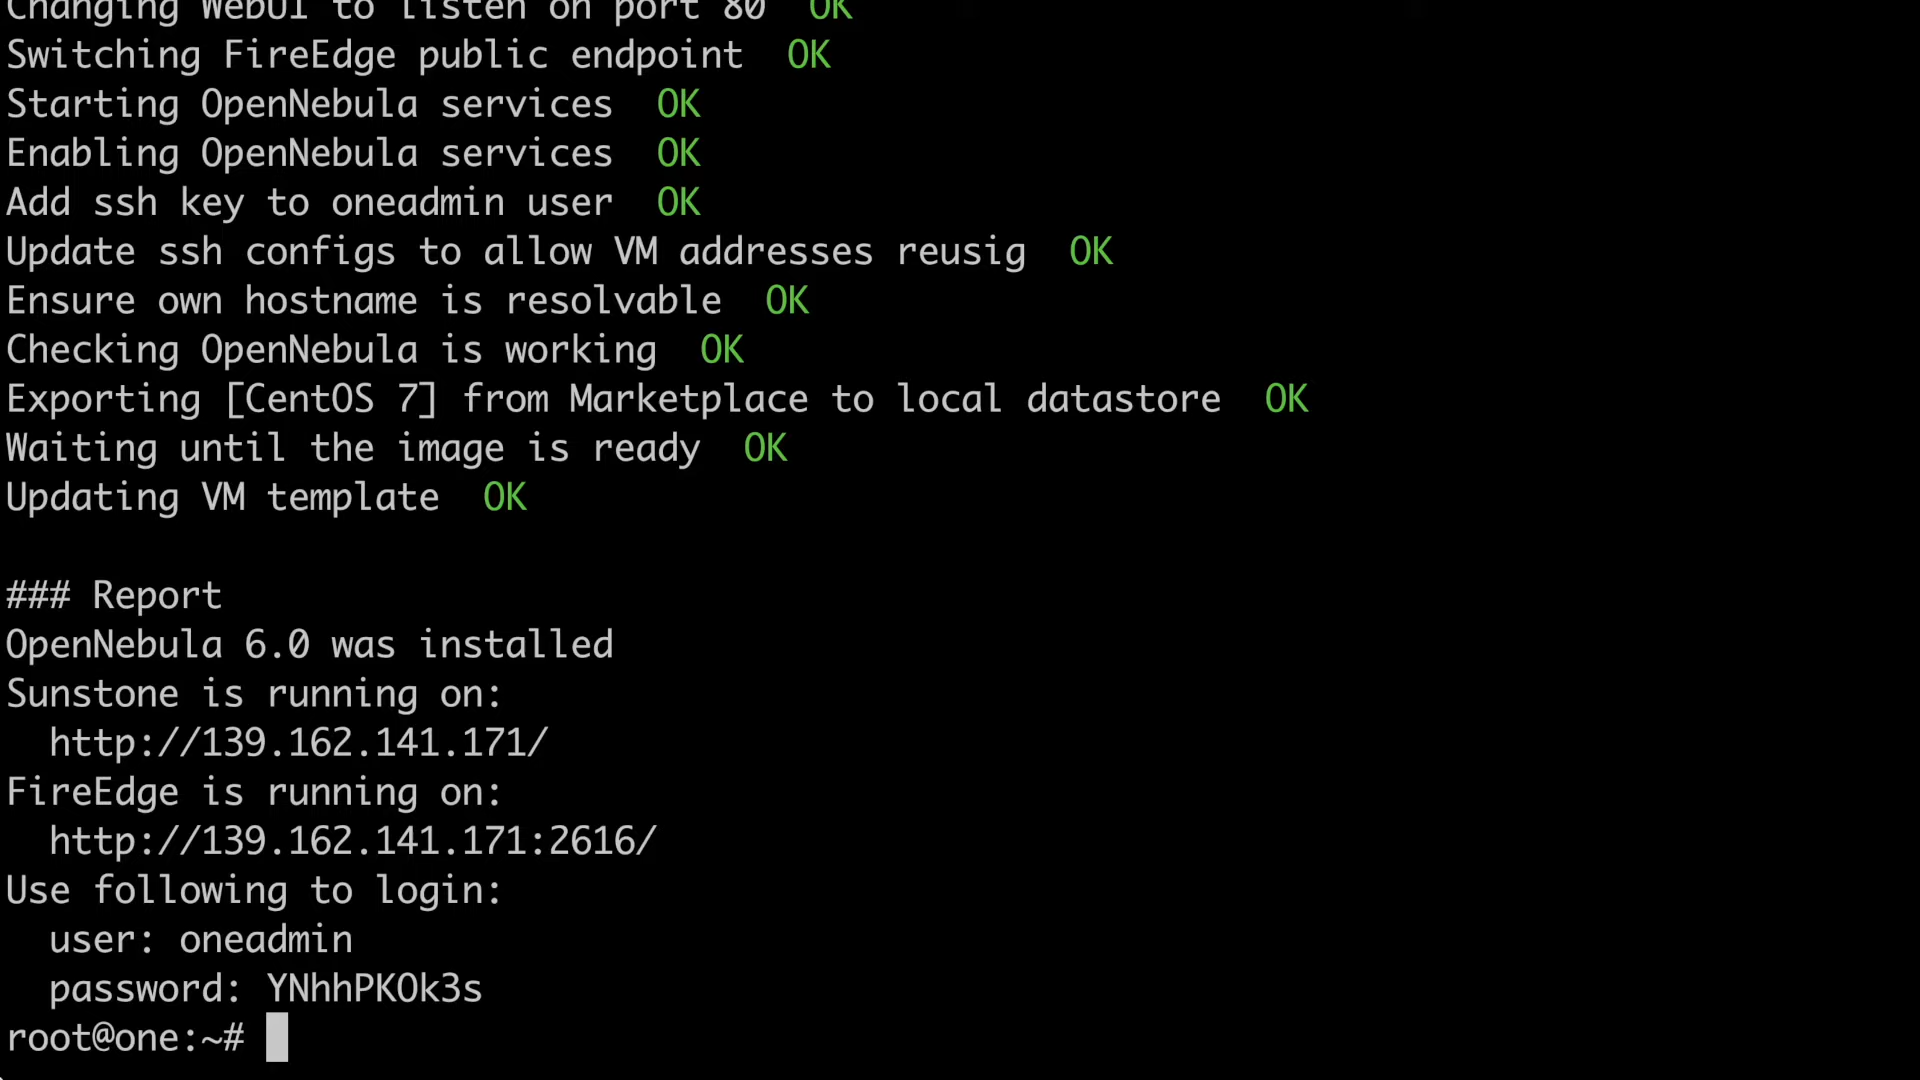 Changing WebUI to listen on port 80  OK
Switching FireEdge public endpoint  OK
Starting OpenNebula services  OK
Enabling OpenNebula services  OK
Add ssh key to oneadmin user  OK
Update ssh configs to allow VM addresses reusig  OK
Ensure own hostname is resolvable  OK
Checking OpenNebula is working  OK
Exporting [CentOS 7] from Marketplace to local datastore  OK
Waiting until the image is ready  OK
Updating VM template  OK

### Report
OpenNebula 6.0 was installed
Sunstone is running on:
  http://139.162.141.171/
FireEdge is running on:
  http://139.162.141.171:2616/
Use following to login:
  user: oneadmin
  password: YNhhPKOk3s
root@one:~#